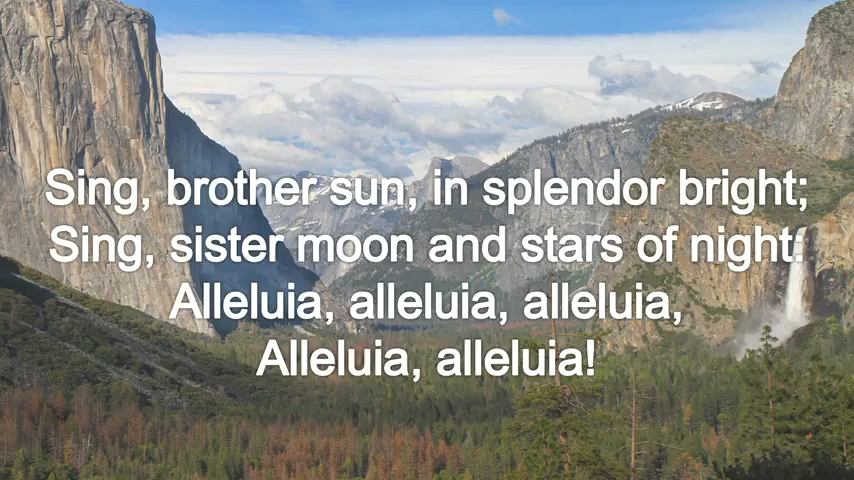 Sing, brother sun, in splendor bright;
Sing, sister moon and stars of night:
Alleluia, alleluia, alleluia,
Alleluia, alleluia!